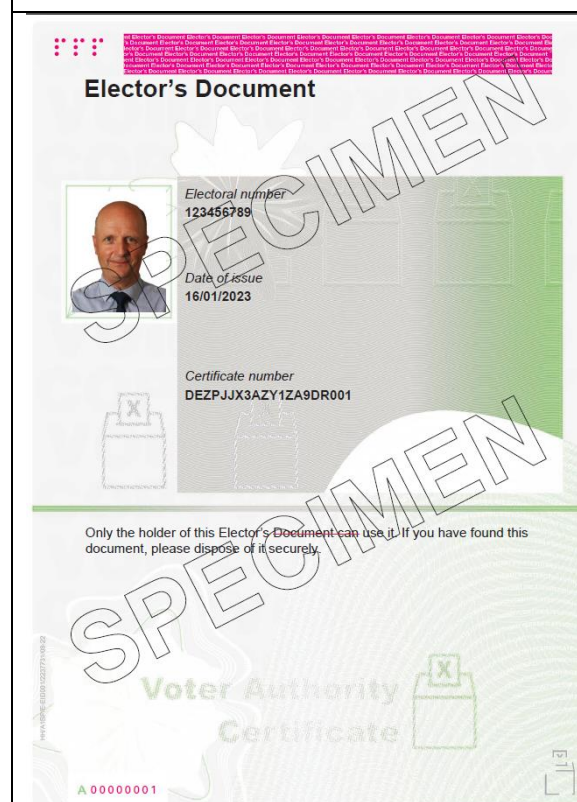 Elector's Document
Electoral number
123456789
Date of issue
16/01/2023
Certificate number
DEZPJJX3AZY1ZA9DR001
Only the holder of this Elector's Document can use it. If you have found this
document, please dispose of it securely.
SPECIMEN
SPECIMEN
SPECIMEN
Voter Authority
Certificate
A 00000001